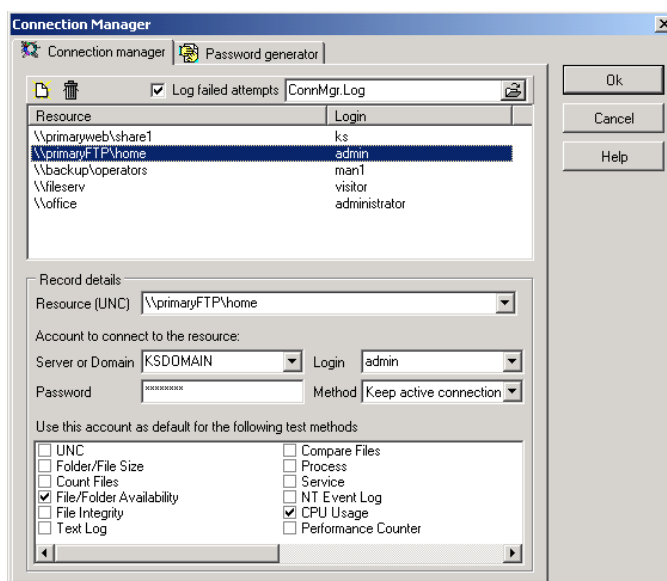 Connection Manager
Connection manager
Password generator
Log failed attempts ConnMgr.Log
Ok
Cancel
Help
Resource Login
\\primaryweb\share1 ks
\\primaryFTP\home admin
\\backup\operators man1
\\fileserv visitor
\\office administrator
Record details
Resource (UNC) \\primaryFTP\home
Account to connect to the resource:
Server or Domain KSDOMAIN Login admin
Password ******** Method Keep active connection
Use this account as default for the following test methods
UNC Compare Files
Folder/File Size Process
Count Files Service
File/Folder Availability NT Event Log
File Integrity CPU Usage
Text Log Performance Counter